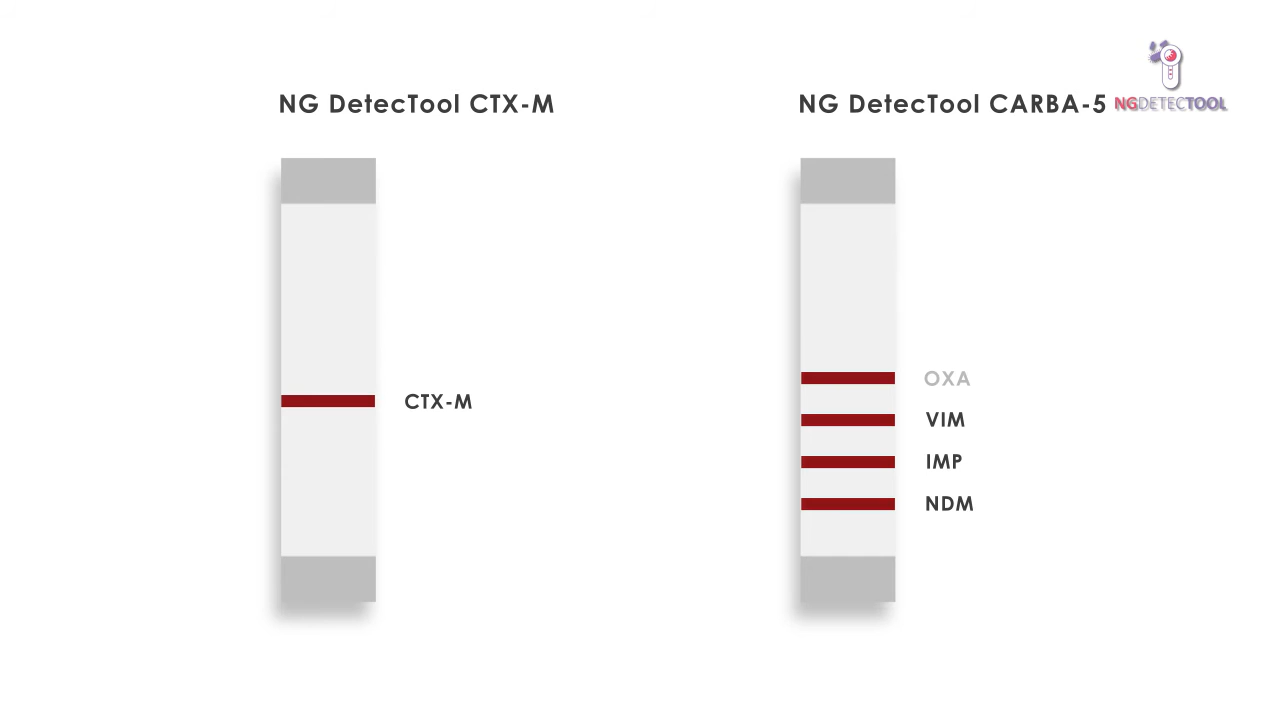 NG DetecTool CTX-M
NG DetecTool CARBA-5
NGDETECTOOL
CTX-M
OXA
VIM
IMP
NDM